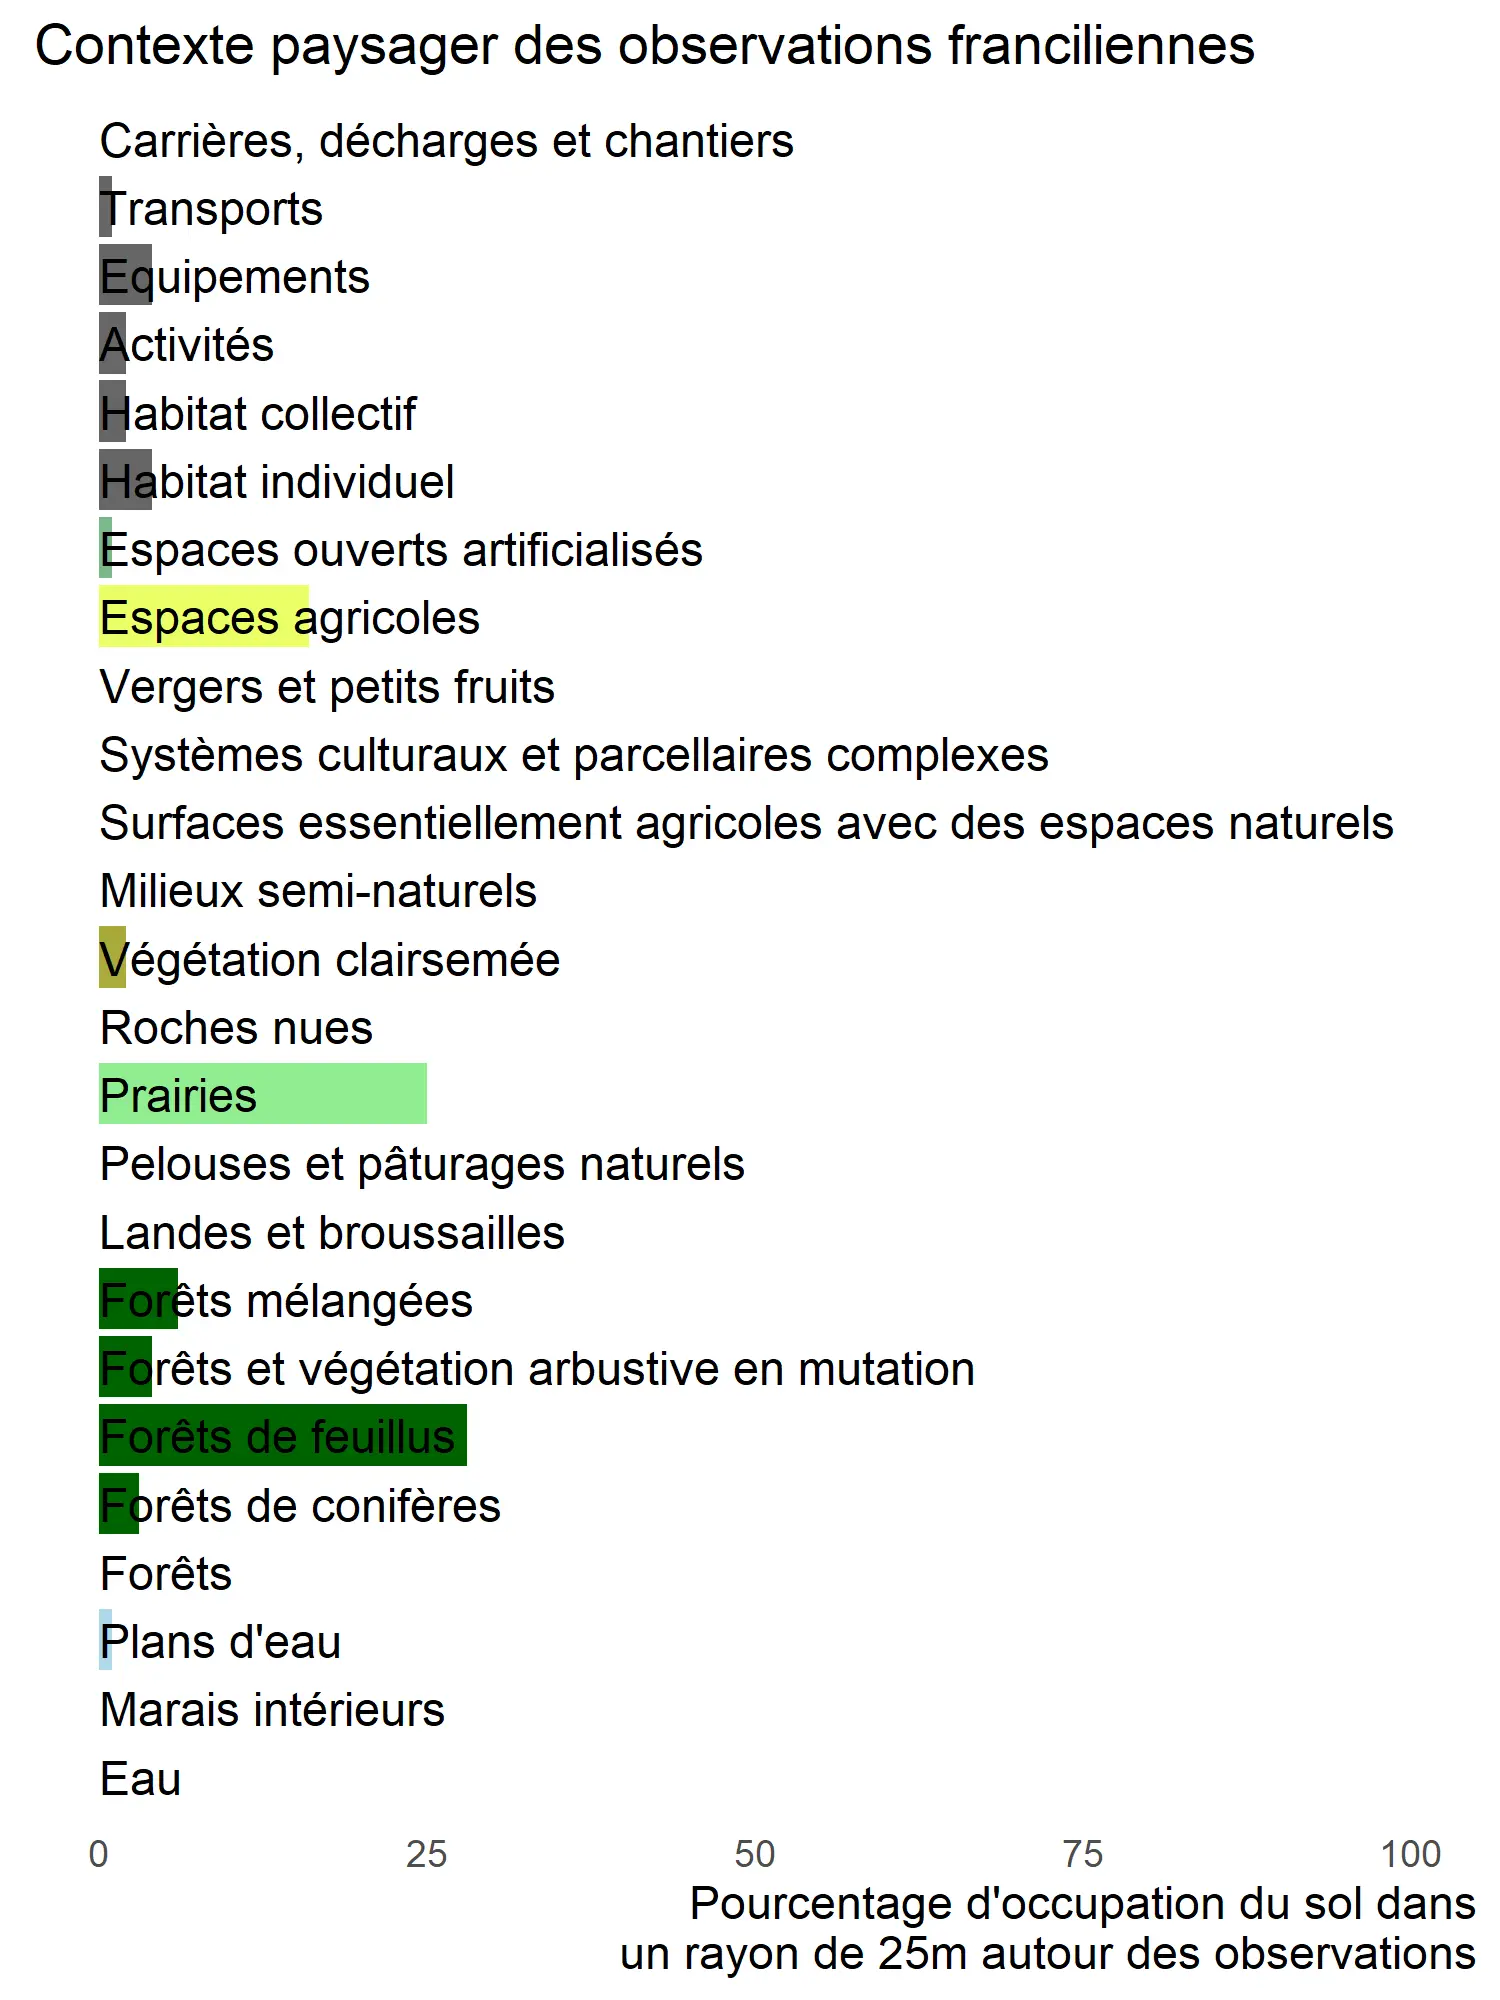 Contexte paysager des observations franciliennes
Carrières, décharges et chantiers
Transports
Equipements
Activités
Habitat collectif
Habitat individuel
Espaces ouverts artificialisés
Espaces agricoles
Vergers et petits fruits
Systèmes culturaux et parcellaires complexes
Surfaces essentiellement agricoles avec des espaces naturels
Milieux semi-naturels
Végétation clairsemée
Roches nues
Prairies
Pelouses et pâturages naturels
Landes et broussailles
Forêts mélangées
Forêts et végétation arbustive en mutation
Forêts de feuillus
Forêts de conifères
Forêts
Plans d'eau
Marais intérieurs
Eau
0 25 50 75 100
Pourcentage d'occupation du sol dans
un rayon de 25m autour des observations